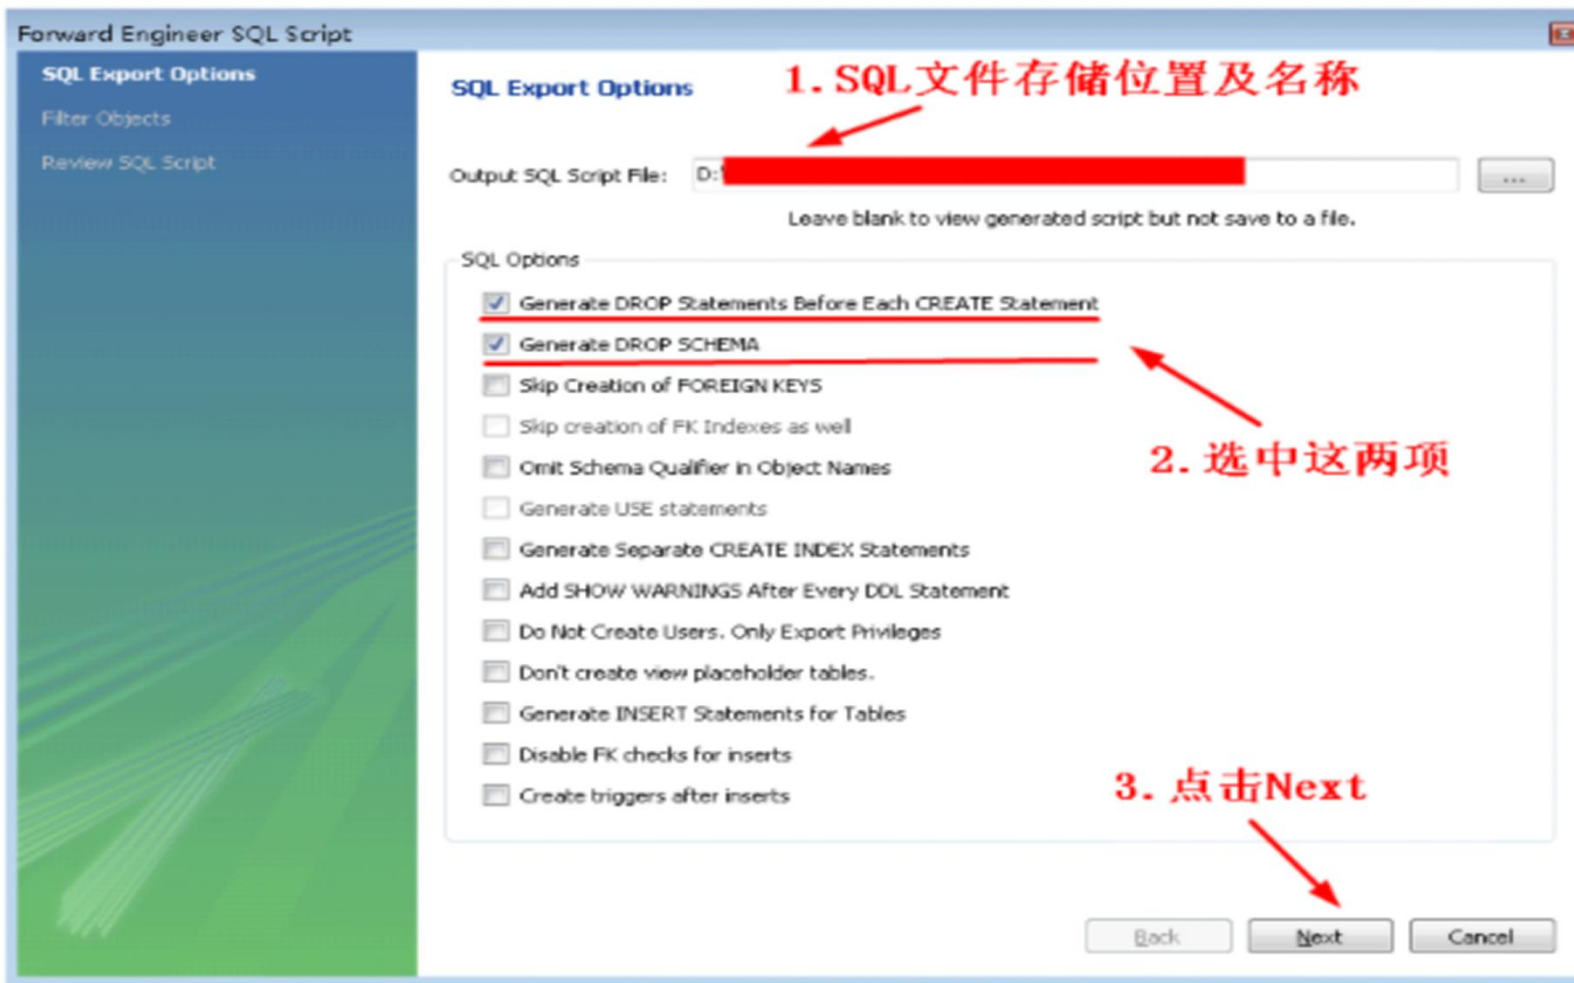 Forward Engineer SQL Script
SQL Export Options
Filter Objects
Review SQL Script
SQL Export Options
1.SQL文件存储位置及名称
Output SQL Script File: D:\
...
Leave blank to view generated script but not save to a file.
SQL Options
Generate DROP Statements Before Each CREATE Statement
Generate DROP SCHEMA
Skip Creation of FOREIGN KEYS
Skip creation of FK Indexes as well
2.选中这两项
Omit Schema Qualifier in Object Names
Generate USE statements
Generate Separate CREATE INDEX Statements
Add SHOW WARNINGS After Every DDL Statement
Do Not Create Users. Only Export Privileges
Don't create view placeholder tables.
Generate INSERT Statements for Tables
Disable FK checks for inserts
3.点击Next
Create triggers after inserts
Back Next Cancel